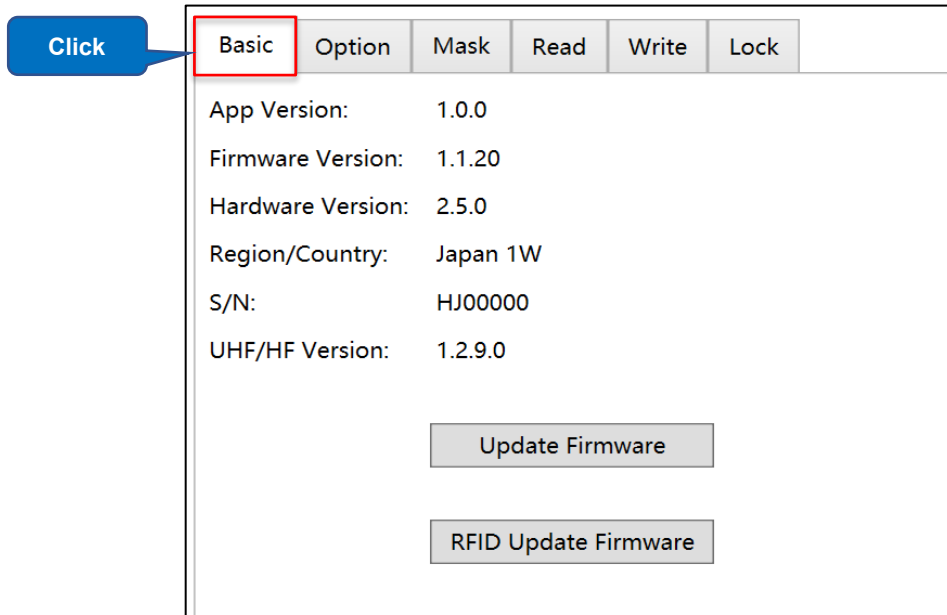 Click
Basic Option Mask Read Write Lock
App Version: 1.0.0
Firmware Version: 1.1.20
Hardware Version: 2.5.0
Region/Country: Japan 1W
S/N: HJ00000
UHF/HF Version: 1.2.9.0
Update Firmware
RFID Update Firmware